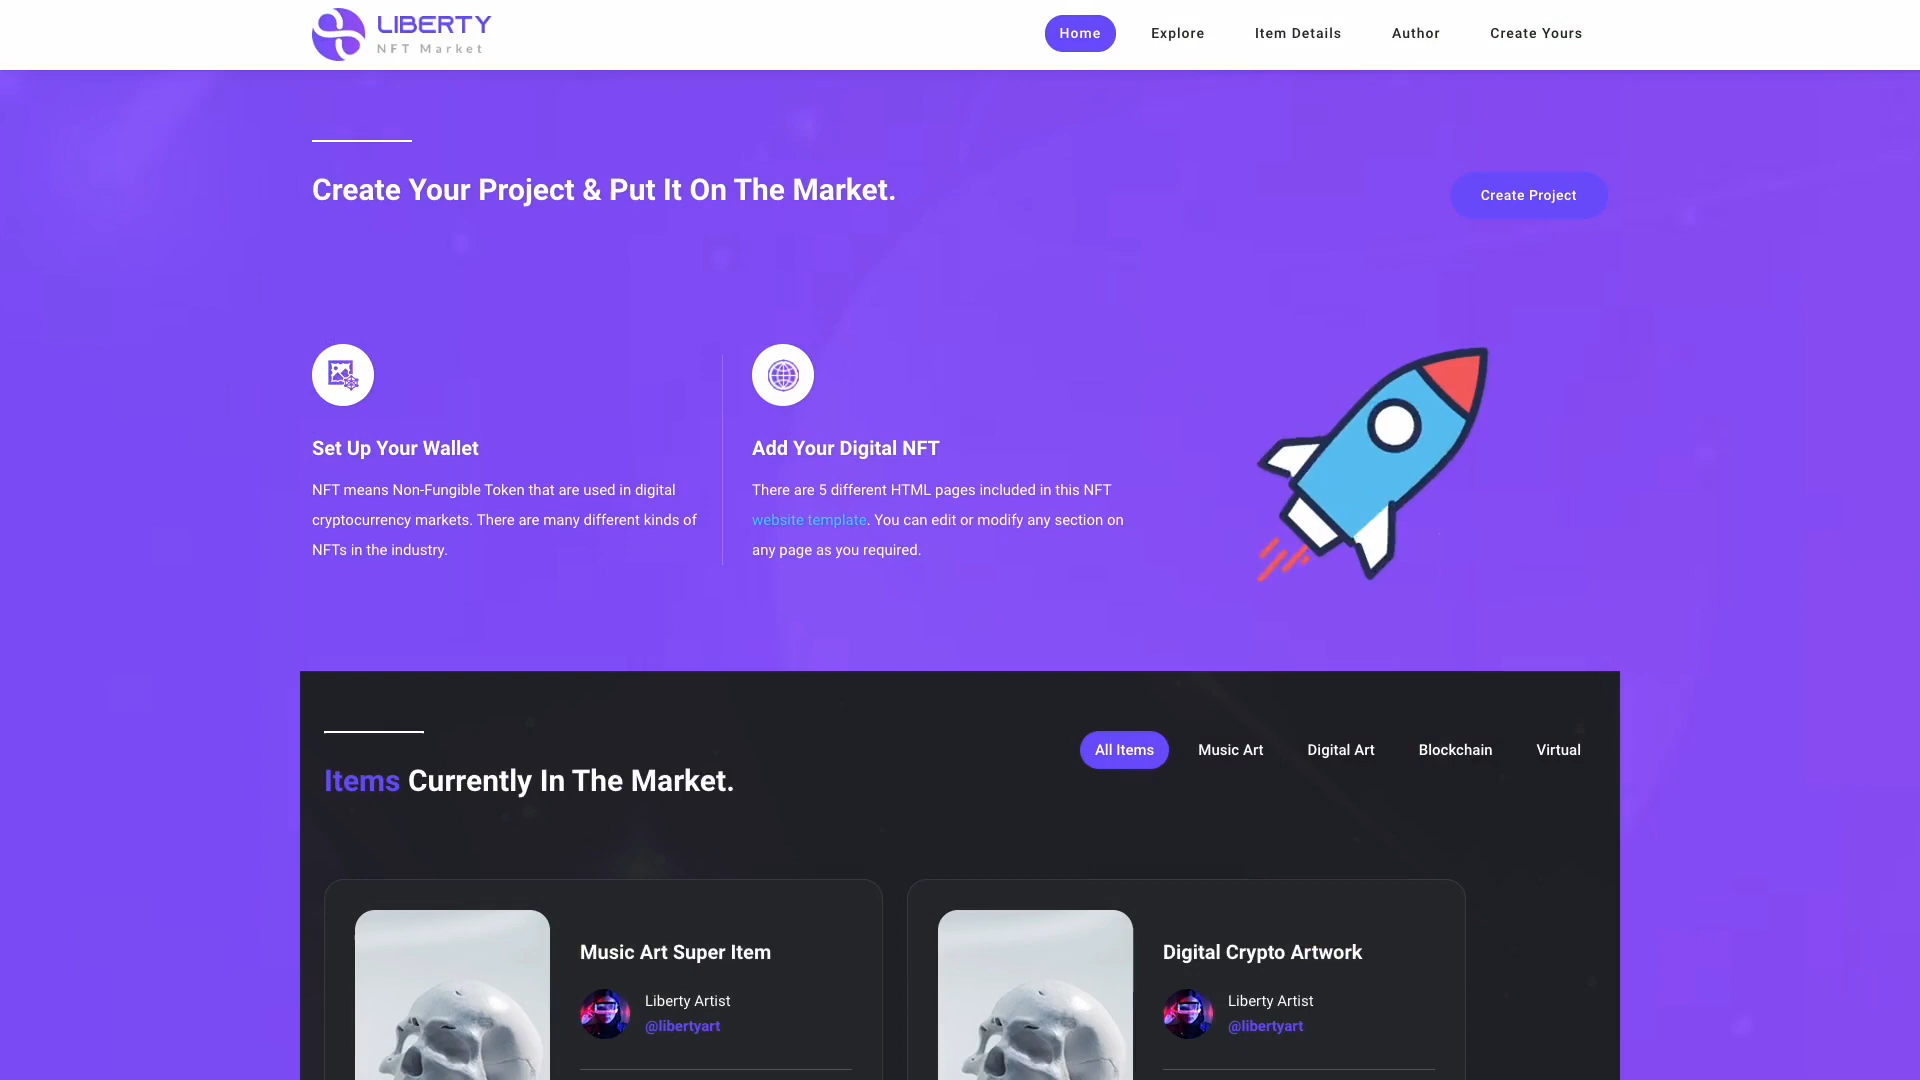 LIBERTY
NFT Market
Home
Explore
Item Details
Author
Create Yours
Create Your Project & Put It On The Market.
Create Project
Set Up Your Wallet
NFT means Non-Fungible Token that are used in digital
cryptocurrency markets. There are many different kinds of
NFTs in the industry.
Add Your Digital NFT
There are 5 different HTML pages included in this NFT
website template. You can edit or modify any section on
any page as you required.
Items Currently In The Market.
All Items
Music Art
Digital Art
Blockchain
Virtual
Music Art Super Item
Liberty Artist
@libertyart
Digital Crypto Artwork
Liberty Artist
@libertyart